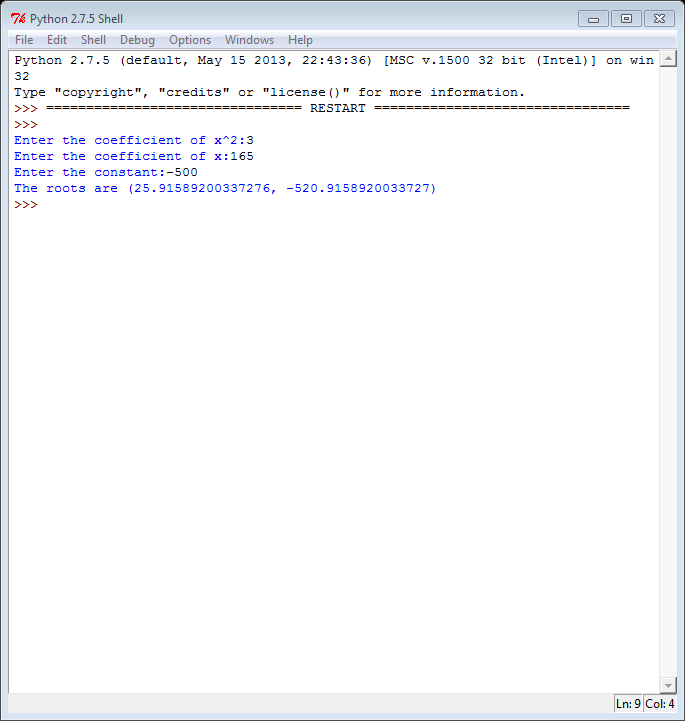 Python 2.7.5 Shell
File Edit Shell Debug Options Windows Help
Python 2.7.5 (default, May 15 2013, 22:43:36) [MSC v.1500 32 bit (Intel)] on win
32
Type "copyright", "credits" or "license()" for more information.
>>> ================================ RESTART ================================
>>>
Enter the coefficient of x^2:3
Enter the coefficient of x:165
Enter the constant:-500
The roots are (25.91589200337276, -520.9158920033727)
>>>
Ln: 9 Col: 4